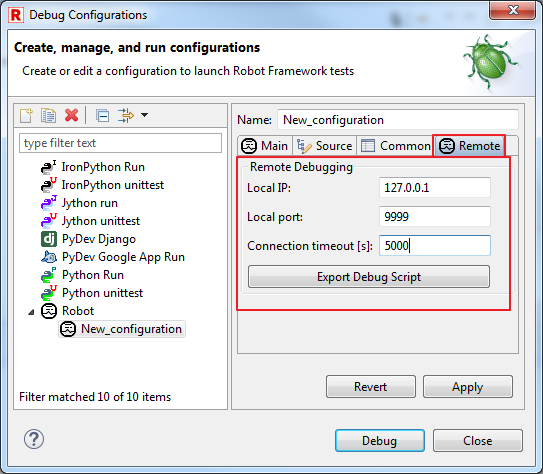 R Debug Configurations
Create, manage, and run configurations
Create or edit a configuration to launch Robot Framework tests
type filter text
IronPython Run
IronPython unittest
Jython run
Jython unittest
PyDev Django
PyDev Google App Run
Python Run
Python unittest
Robot
New_configuration
Filter matched 10 of 10 items
Name: New_configuration
Main Source Common Remote
Remote Debugging
Local IP: 127.0.0.1
Local port: 9999
Connection timeout [s]: 5000
Export Debug Script
Revert Apply
? Debug Close